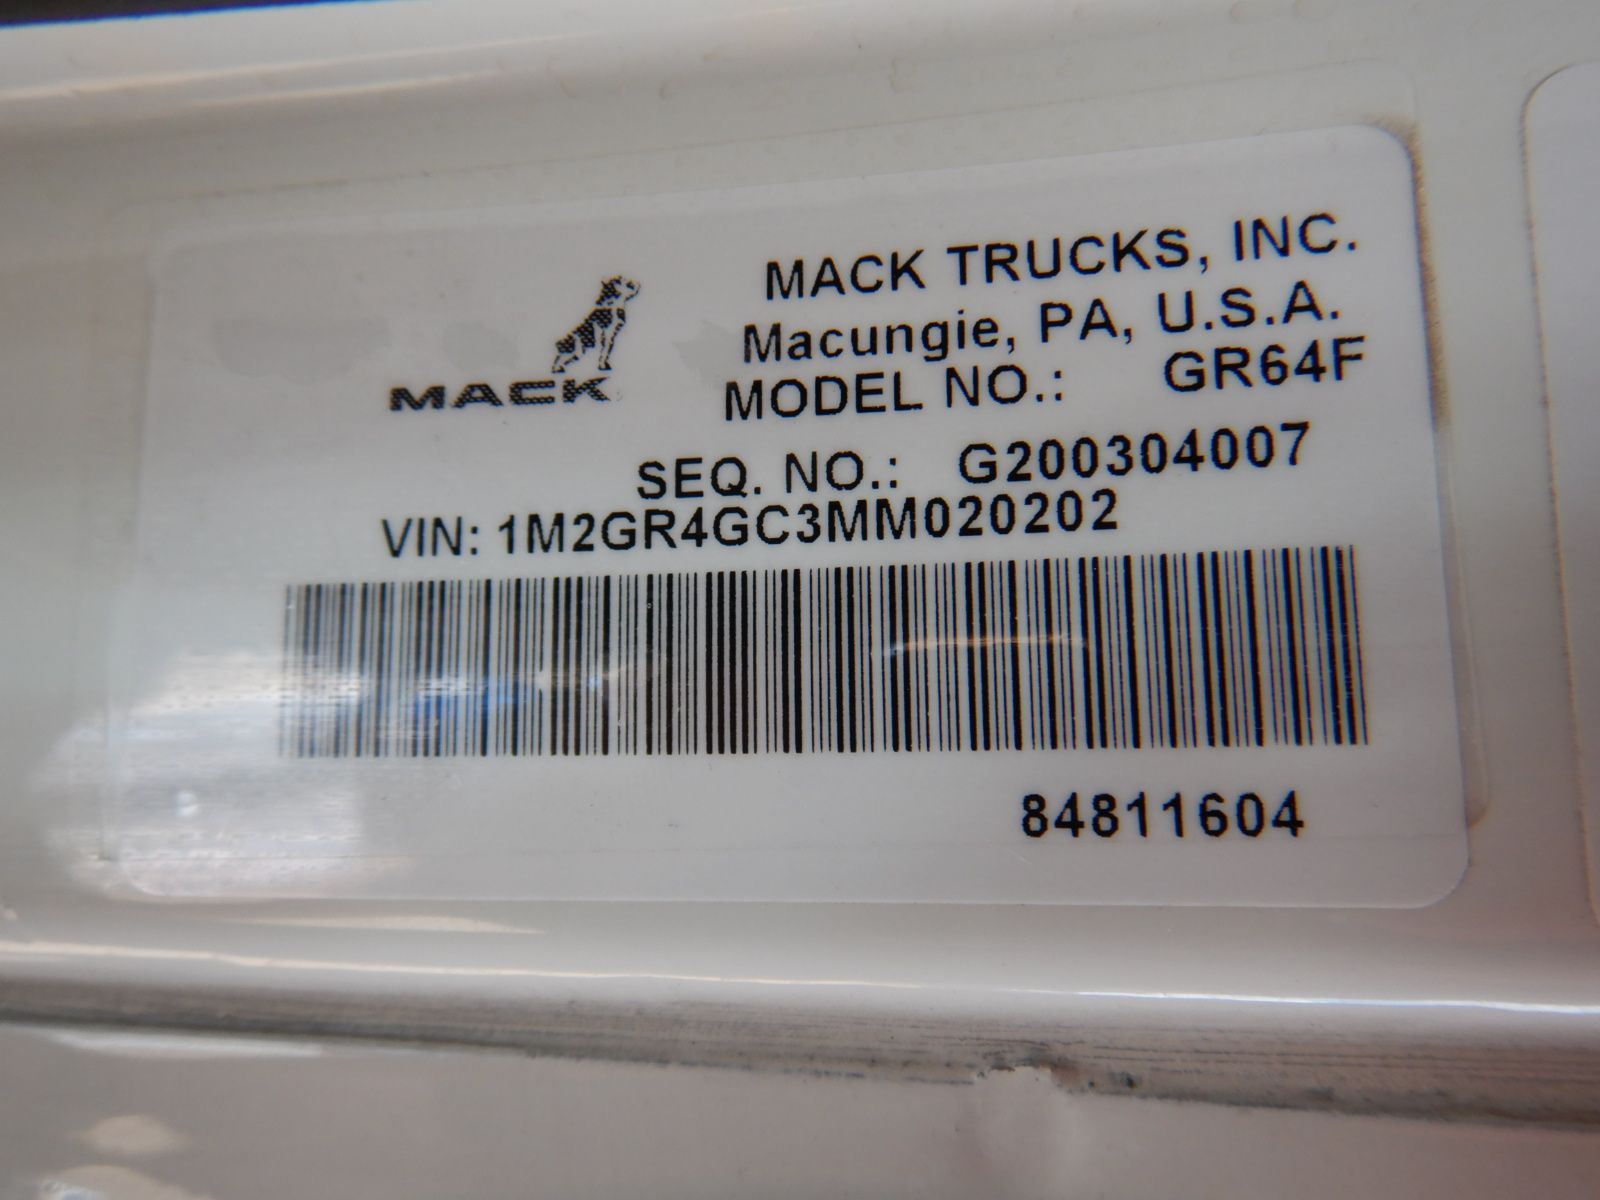 MACK
MACK TRUCKS, INC.
Macungie, PA, U.S.A.
MODEL NO.: GR64F
SEQ. NO.: G200304007
VIN: 1M2GR4GC3MM020202
84811604